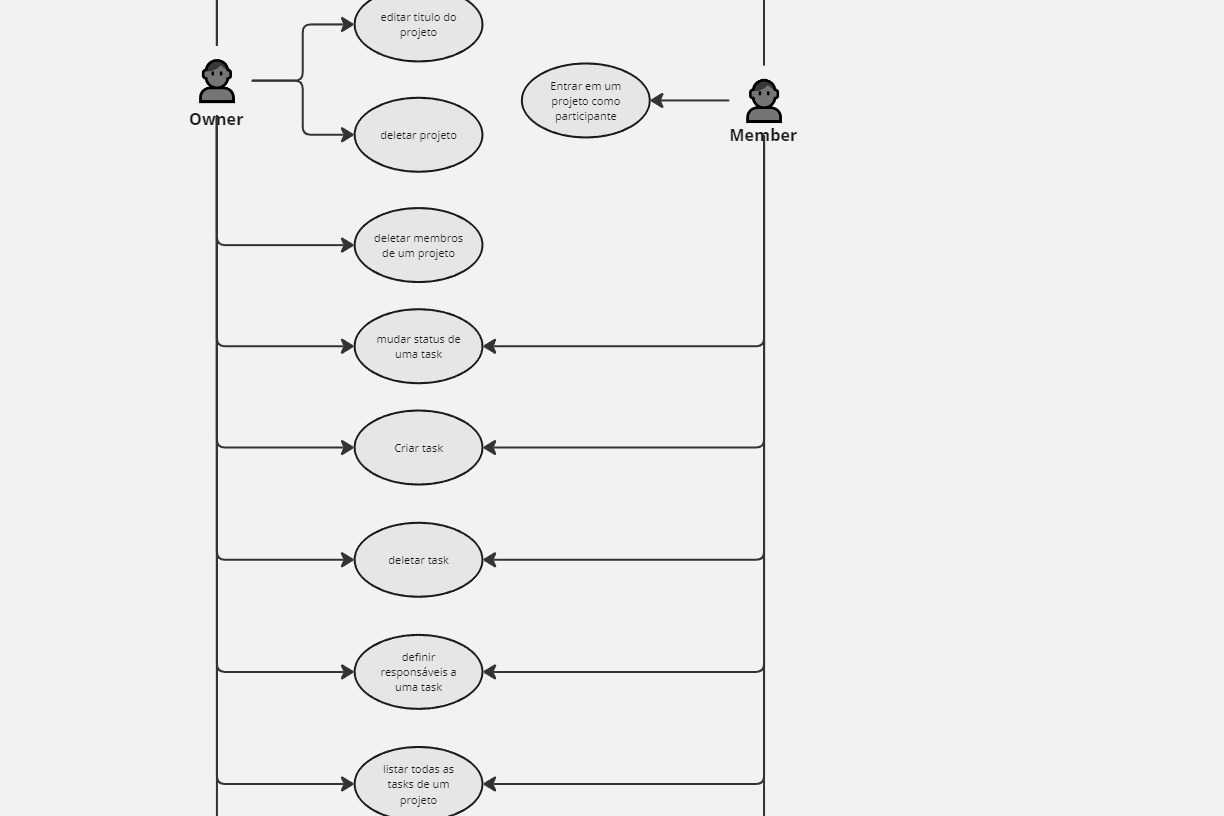 editar titulo do
projeto
Owner
deletar projeto
Entrar em um
projeto como
participante
Member
deletar membros
de um projeto
mudar status de
uma task
Criar task
deletar task
definir
responsáveis a
uma task
listar todas as
tasks de um
projeto